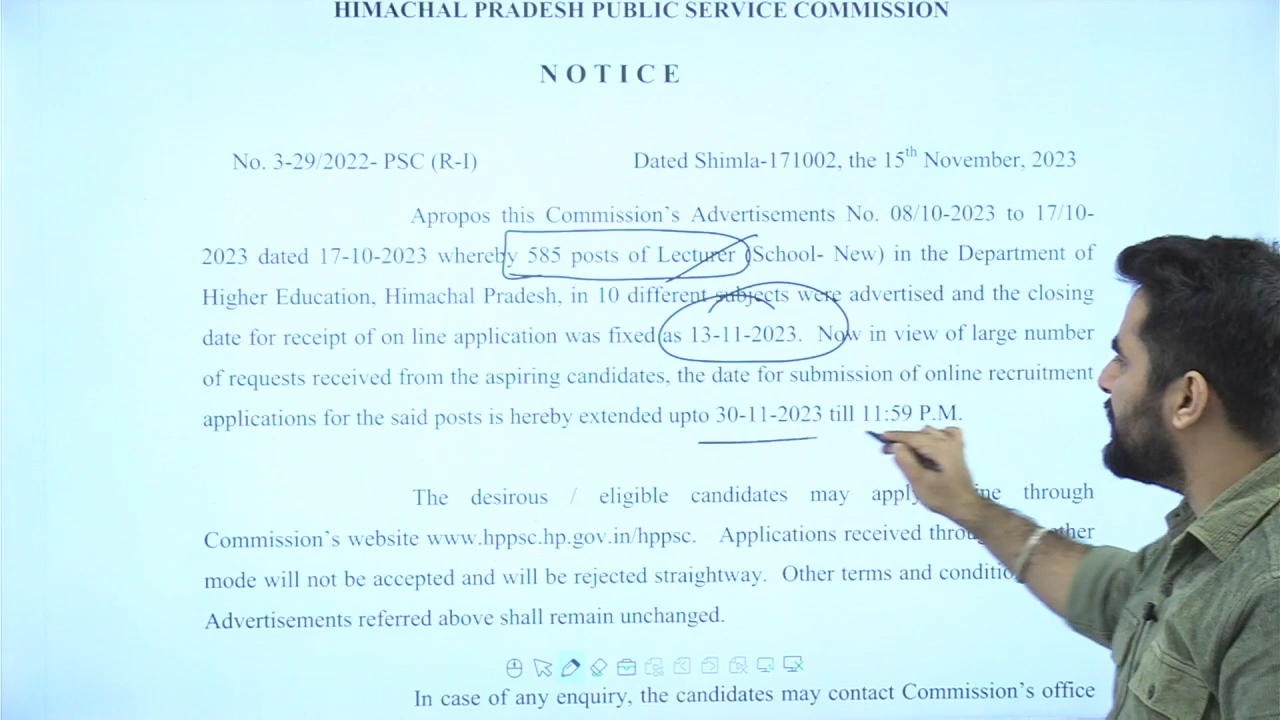 HIMACHAL PRADESH PUBLIC SERVICE COMMISSION
NOTICE
No. 3-29/2022- PSC (R-I) Dated Shimla-171002, the 15th November, 2023
Apropos this Commission's Advertisements No. 08/10-2023 to 17/10-
2023 dated 17-10-2023 whereby 585 posts of Lecturer (School- New) in the Department of
Higher Education, Himachal Pradesh, in 10 different subjects were advertised and the closing
date for receipt of on line application was fixed as 13-11-2023. Now in view of large number
of requests received from the aspiring candidates, the date for submission of online recruitment
applications for the said posts is hereby extended upto 30-11-2023 till 11:59 P.M.
The desirous / eligible candidates may apply through
Commission's website www.hppsc.hp.gov.in/hppsc. Applications received
mode will not be accepted and will be rejected straightway. Other terms and
Advertisements referred above shall remain unchanged.
In case of any enquiry, the candidates may contact Commission's office